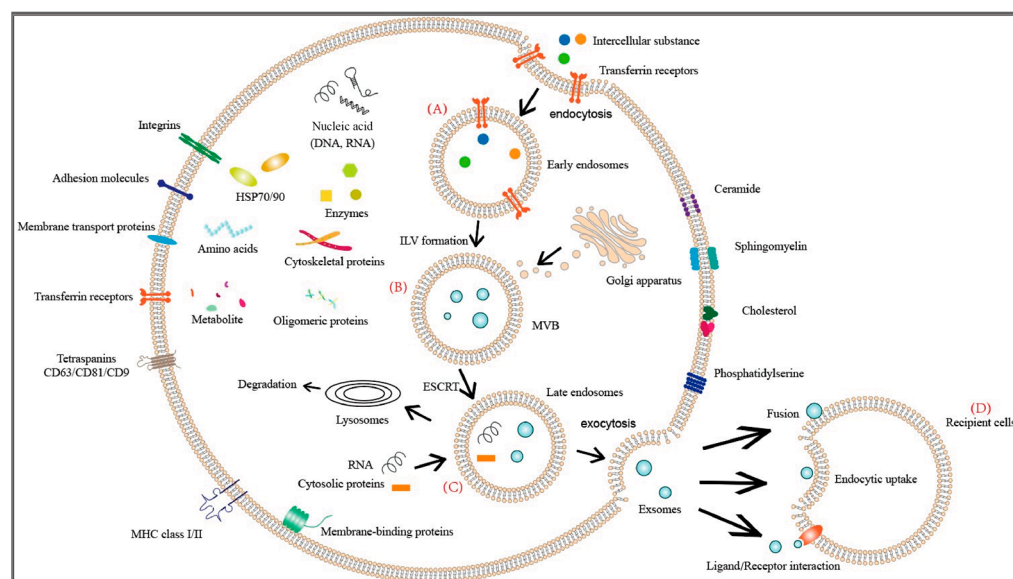 Intercellular substance
Transferrin receptors
(A)
endocytosis
Nucleic acid
(DNA, RNA)
Integrins
Early endosomes
Adhesion molecules
HSP70/90
Enzymes
Ceramide
Membrane transport proteins
Amino acids
Cytoskeletal proteins
ILV formation
Sphingomyelin
Golgi apparatus
(B)
Transferrin receptors
Metabolite
Oligomeric proteins
MVB
Cholesterol
Tetraspanins
CD63/CD81/CD9
Phosphatidylserine
Degradation
ESCRT
Late endosomes
Lysosomes
exocytosis
Fusion
(D)
Recipient cells
RNA
Cytosolic proteins
(C)
Endocytic uptake
Exsomes
MHC class I/II
Membrane-binding proteins
Ligand/Receptor interaction